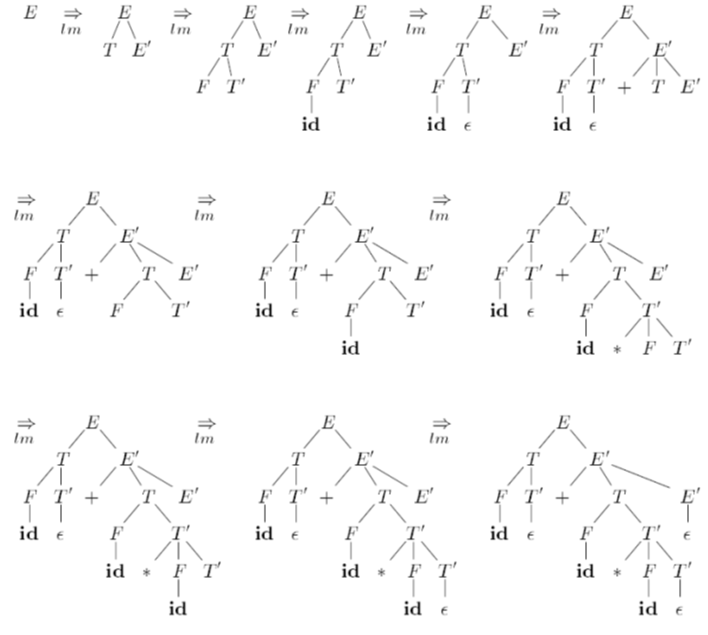 E ⇒ E ⇒ E ⇒ E ⇒ E ⇒ E
lm T E′ lm T E′ lm T E′ lm T E′ lm T E′
F T′ F T′ F T′ F T′ + T E′
id id ϵ id ϵ
⇒ E ⇒ E ⇒ E
lm T E′ lm T E′ lm T E′
F T′ + T E′ F T′ + T E′ F T′ + T E′
id ϵ F T′ id ϵ F T′ id ϵ F T′
id id * F T′
⇒ E ⇒ E ⇒ E
lm T E′ lm T E′ lm T E′
F T′ + T E′ F T′ + T E′ F T′ + T E′
id ϵ F T′ id ϵ F T′ id ϵ F T′ ϵ
id * F T′ id * F T′ id * F T′
id id ϵ id ϵ